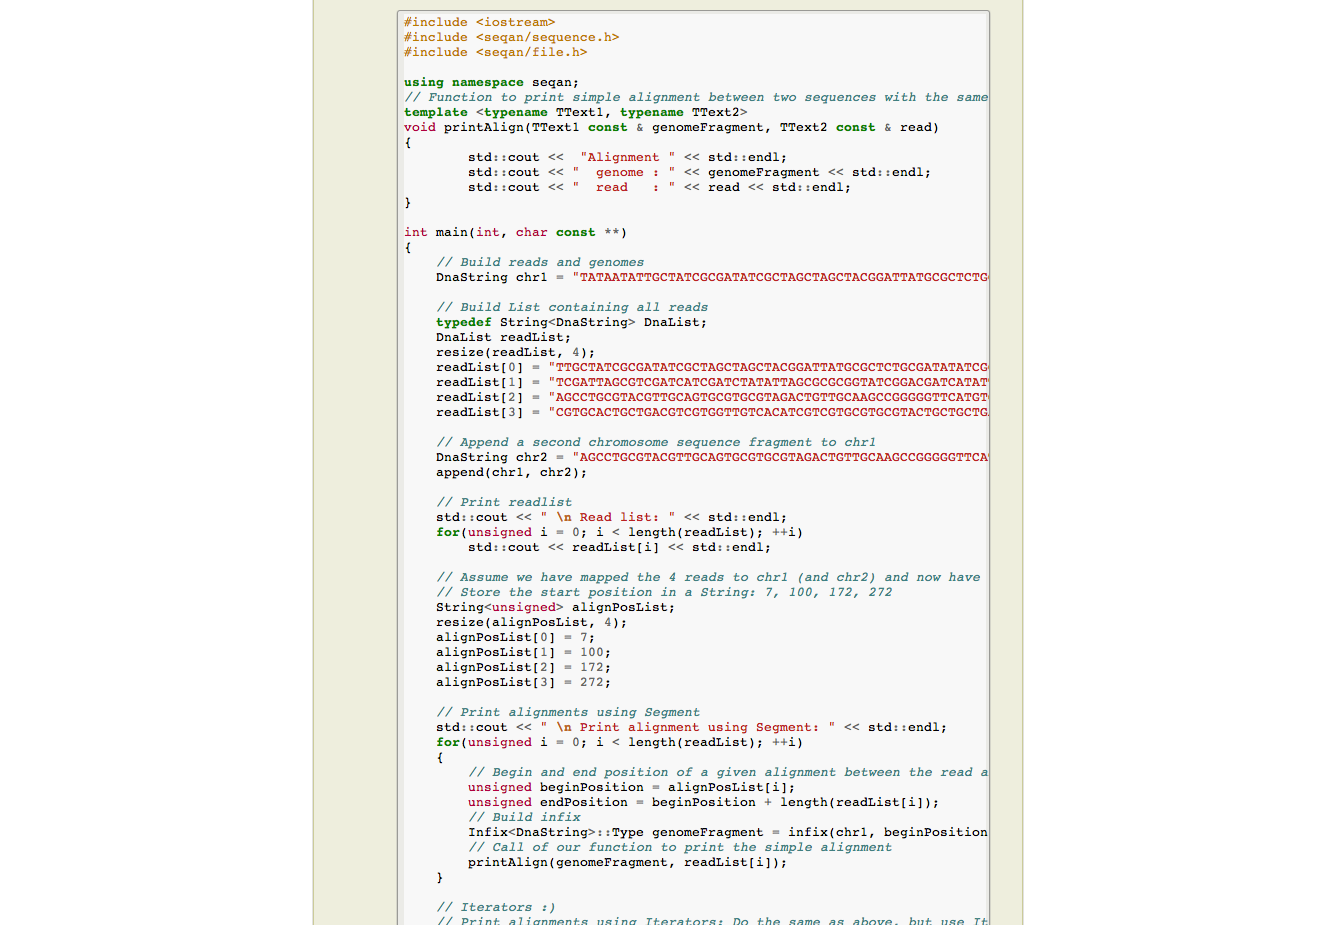 #include <iostream>
#include <seqan/sequence.h>
#include <seqan/file.h>
using namespace seqan;
// Function to print simple alignment between two sequences with the same
template <typename TText1, typename TText2>
void printAlign(TText1 const & genomeFragment, TText2 const & read)
{
std::cout <<  "Alignment " << std::endl;
std::cout << "  genome : " << genomeFragment << std::endl;
std::cout << "  read   : " << read << std::endl;
}
int main(int, char const **)
{
// Build reads and genomes
DnaString chr1 = "TATAATATTGCTATCGCGATATCGCTAGCTAGCTACGGATTATGCGCTCTG
// Build List containing all reads
typedef String<DnaString> DnaList;
DnaList readList;
resize(readList, 4);
readList[0] = "TTGCTATCGCGATATCGCTAGCTAGCTACGGATTATGCGCTCTGCGATATATCG
readList[1] = "TCGATTAGCGTCGATCATCGATCTATATTAGCGCGCGGTATCGGACGATCATAT
readList[2] = "AGCCTGCGTACGTTGCAGTGCGTGCGTAGACTGTTGCAAGCCGGGGGTTCATGT
readList[3] = "CGTGCACTGCTGACGTCGTGGTTGTCACATCGTCGTGCGTGCGTACTGCTGCTG
// Append a second chromosome sequence fragment to chr1
DnaString chr2 = "AGCCTGCGTACGTTGCAGTGCGTGCGTAGACTGTTGCAAGCCGGGGGTTCA
append(chr1, chr2);
// Print readlist
std::cout << " \n Read list: " << std::endl;
for(unsigned i = 0; i < length(readList); ++i)
std::cout << readList[i] << std::endl;
// Assume we have mapped the 4 reads to chr1 (and chr2) and now have
// Store the start position in a String: 7, 100, 172, 272
String<unsigned> alignPosList;
resize(alignPosList, 4);
alignPosList[0] = 7;
alignPosList[1] = 100;
alignPosList[2] = 172;
alignPosList[3] = 272;
// Print alignments using Segment
std::cout << " \n Print alignment using Segment: " << std::endl;
for(unsigned i = 0; i < length(readList); ++i)
{
// Begin and end position of a given alignment between the read a
unsigned beginPosition = alignPosList[i];
unsigned endPosition = beginPosition + length(readList[i]);
// Build infix
Infix<DnaString>::Type genomeFragment = infix(chr1, beginPosition
// Call of our function to print the simple alignment
printAlign(genomeFragment, readList[i]);
}
// Iterators :)
// Print alignments using Iterators: Do the same as above, but use It